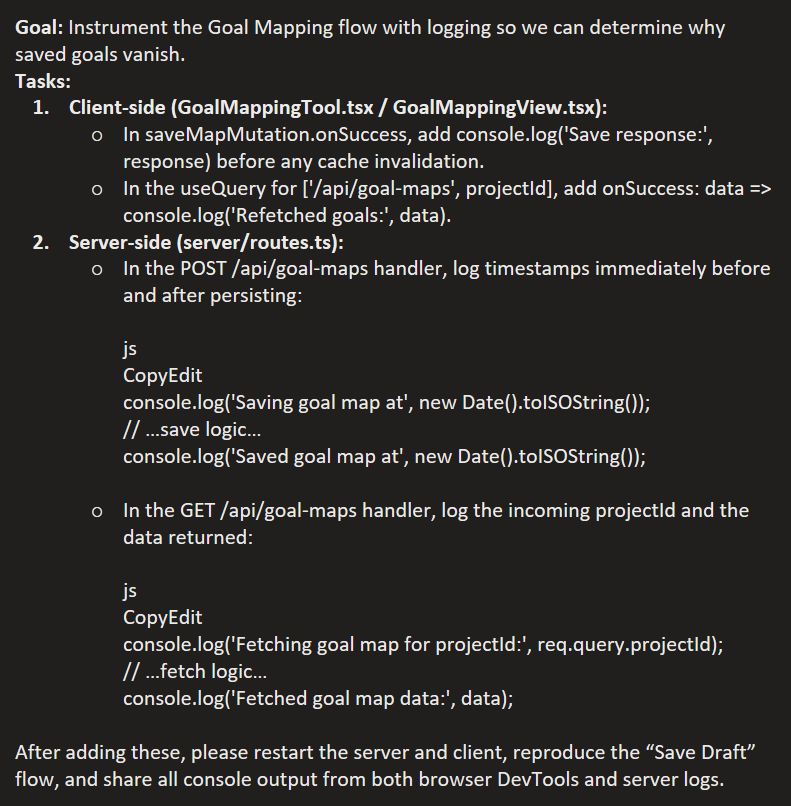 Goal: Instrument the Goal Mapping flow with logging so we can determine why
saved goals vanish.
Tasks:
1. Client-side (GoalMappingTool.tsx / GoalMappingView.tsx):
o In saveMapMutation.onSuccess, add console.log('Save response:',
response) before any cache invalidation.
o In the useQuery for ['/api/goal-maps', projectId], add onSuccess: data =>
console.log('Refetched goals:', data).
2. Server-side (server/routes.ts):
o In the POST /api/goal-maps handler, log timestamps immediately before
and after persisting:
js
CopyEdit
console.log('Saving goal map at', new Date().toISOString());
// ...save logic...
console.log('Saved goal map at', new Date().toISOString());
o In the GET /api/goal-maps handler, log the incoming projectId and the
data returned:
js
CopyEdit
console.log('Fetching goal map for projectId:', req.query.projectId);
// ...fetch logic...
console.log('Fetched goal map data:', data);
After adding these, please restart the server and client, reproduce the “Save Draft”
flow, and share all console output from both browser DevTools and server logs.